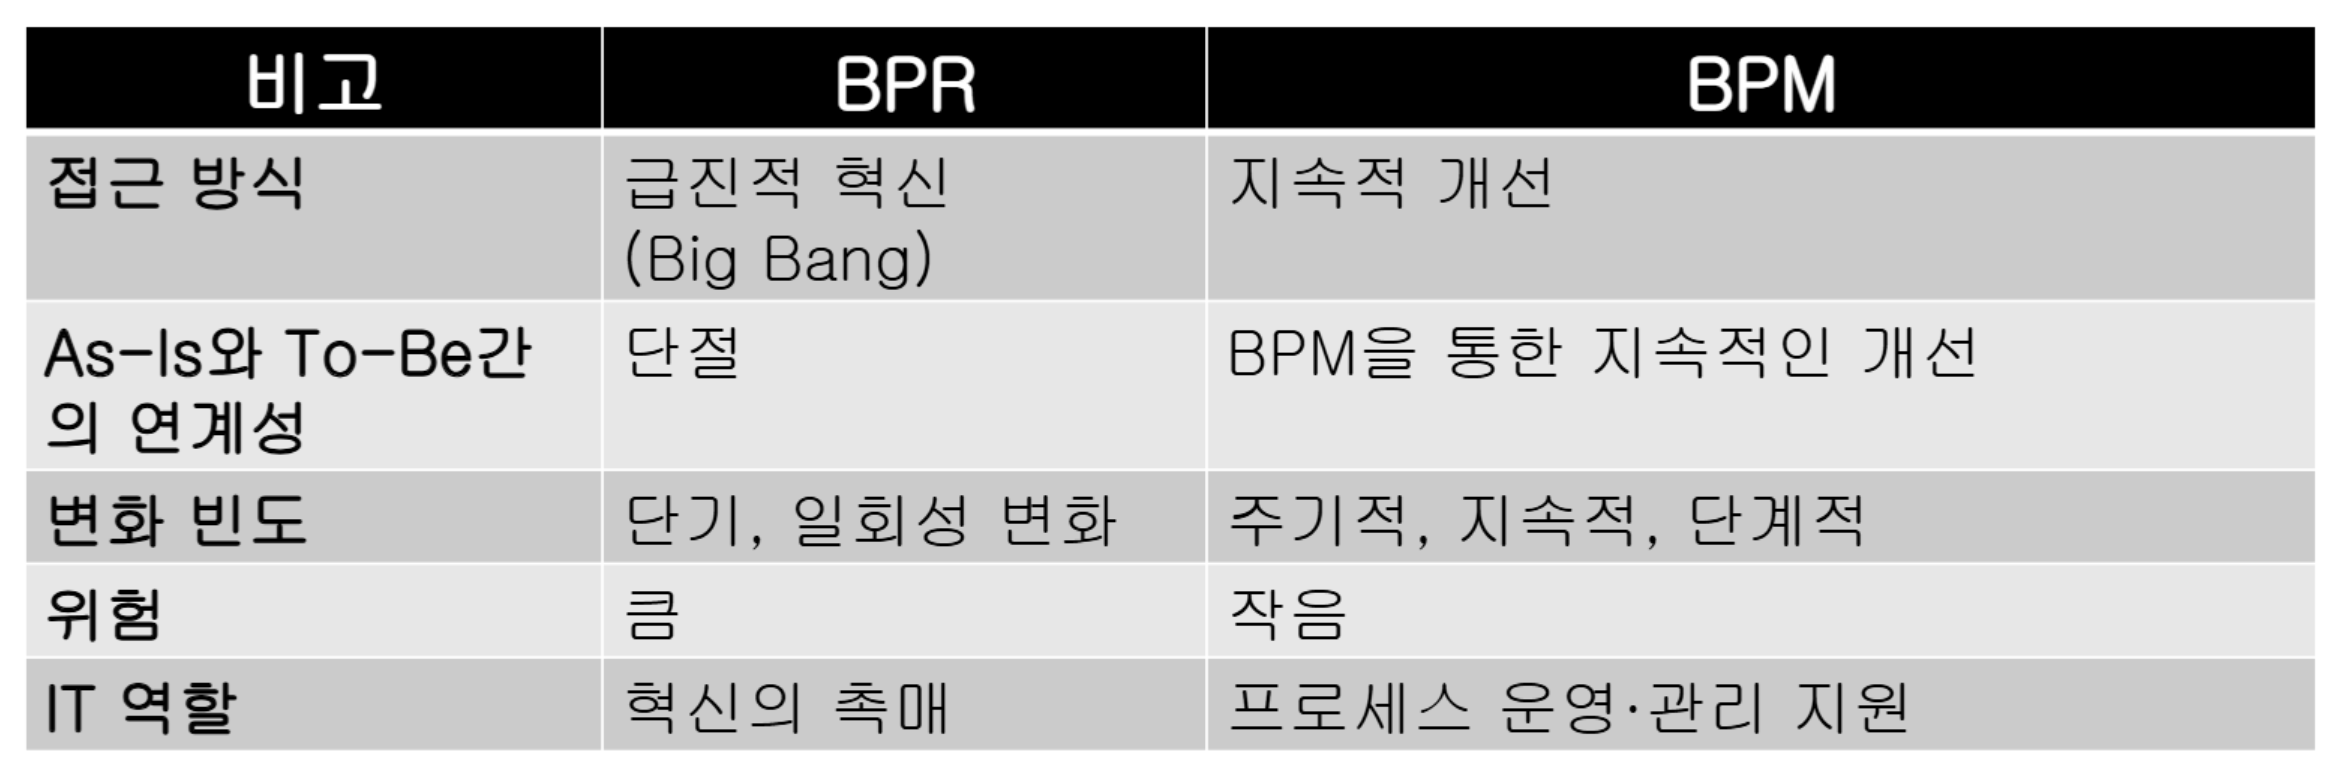 비고
BPR
BPM
접근 방식
급진적 혁신
(Big Bang)
지속적 개선
As-Is와 To-Be간
의 연계성
단절
BPM을 통한 지속적인 개선
변화 빈도
단기, 일회성 변화
주기적, 지속적, 단계적
위험
큼
작음
IT 역할
혁신의 촉매
프로세스 운영·관리 지원